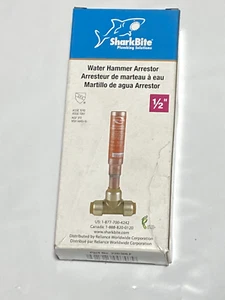 SharkBite
Plumbing Solutions
Water Hammer Arrestor
Arresteur de marteau à eau
Martillo de agua Arrestor
½"
US: 1-877-700-4242
Canada: 1-888-820-0120
www.sharkbite.com
Distributed by Reliance Worldwide Corporation
Distribué par Reliance Worldwide Corporation